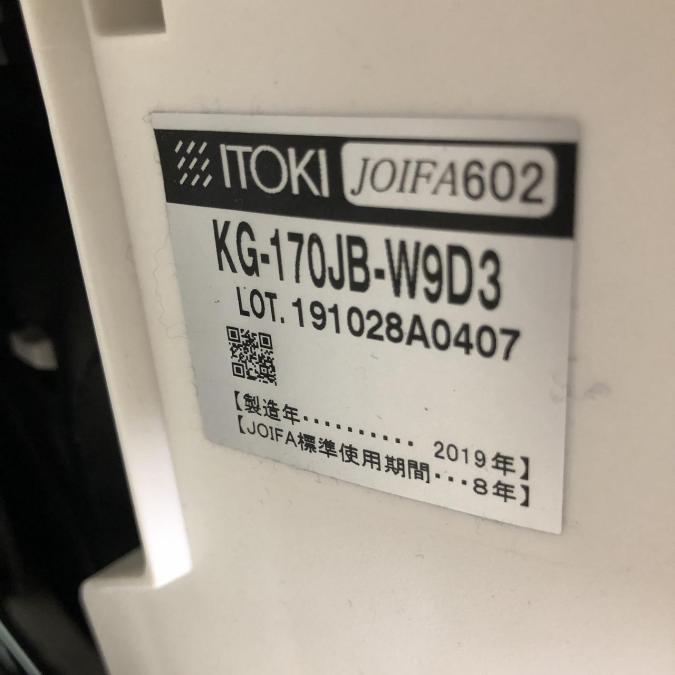 ITOKI JOIFA602
KG-170JB-W9D3
LOT. 191028A0407
【製造年.......... 2019年】
【JOIFA標準使用期間...8年】